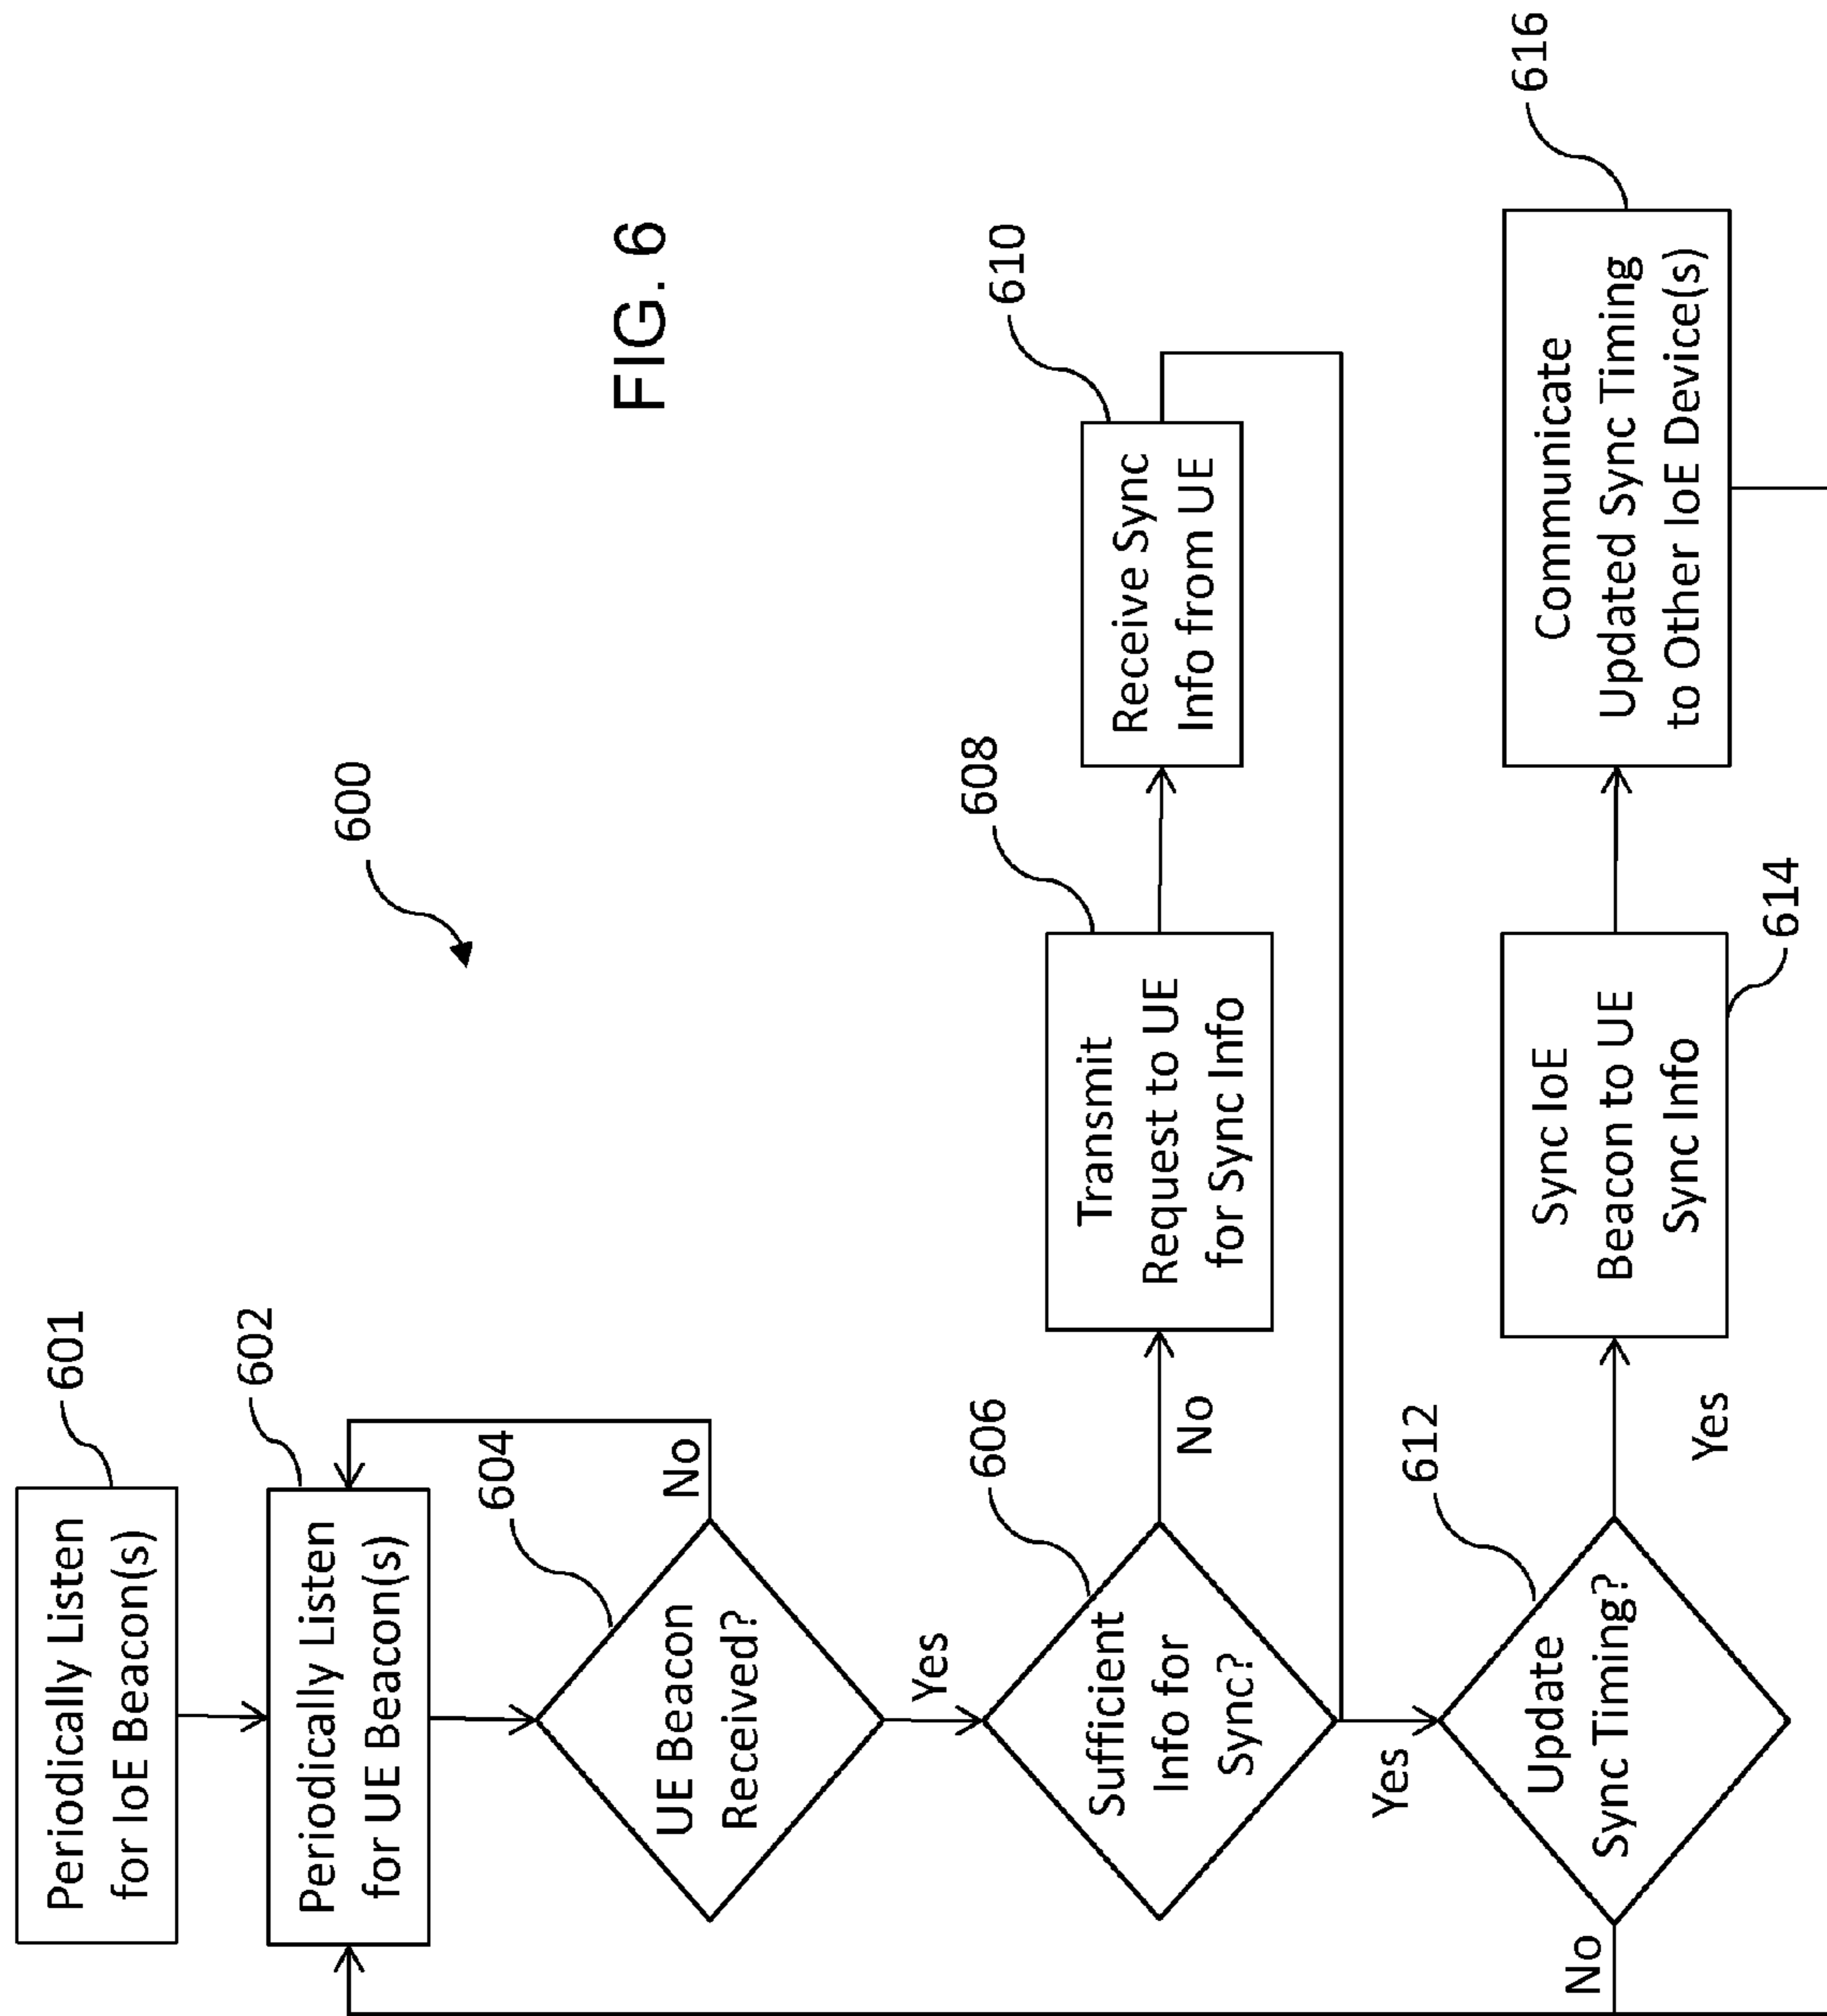 Periodically Listen
for IoE Beacon(s)
601
Periodically Listen
for UE Beacon(s)
602
600
UE Beacon
Received?
604
No
Yes
FIG. 6
Sufficient
Info for
Sync?
606
No
Yes
Transmit
Request to UE
for Sync Info
608
Receive Sync
Info from UE
610
Update
Sync Timing?
612
No
Yes
Sync IoE
Beacon to UE
Sync Info
614
Communicate
Updated Sync Timing
to Other IoE Device(s)
616